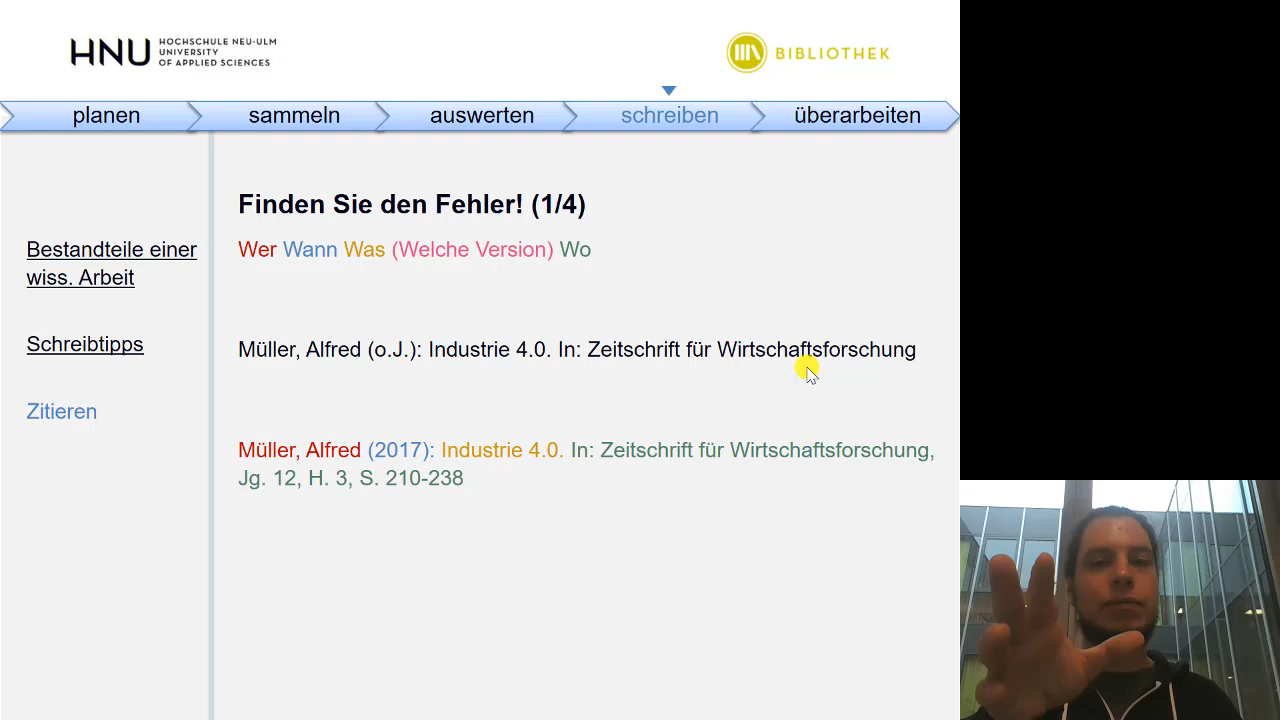 HNU HOCHSCHULE NEU-ULM
UNIVERSITY
OF APPLIED SCIENCES
BIBLIOTHEK
planen sammeln auswerten schreiben überarbeiten
Finden Sie den Fehler! (1/4)
Bestandteile einer
wiss. Arbeit
Wer Wann Was (Welche Version) Wo
Schreibtipps
Müller, Alfred (o.J.): Industrie 4.0. In: Zeitschrift für Wirtschaftsforschung
Zitieren
Müller, Alfred (2017): Industrie 4.0. In: Zeitschrift für Wirtschaftsforschung,
Jg. 12, H. 3, S. 210-238